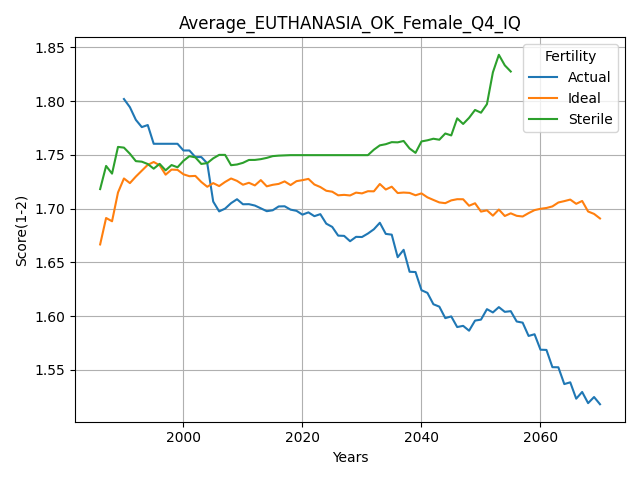 Average_EUTHANASIA_OK_Female_Q4_IQ
Fertility
Actual
Ideal
Sterile
Score(1-2)
1.85
1.80
1.75
1.70
1.65
1.60
1.55
2000 2020 2040 2060
Years